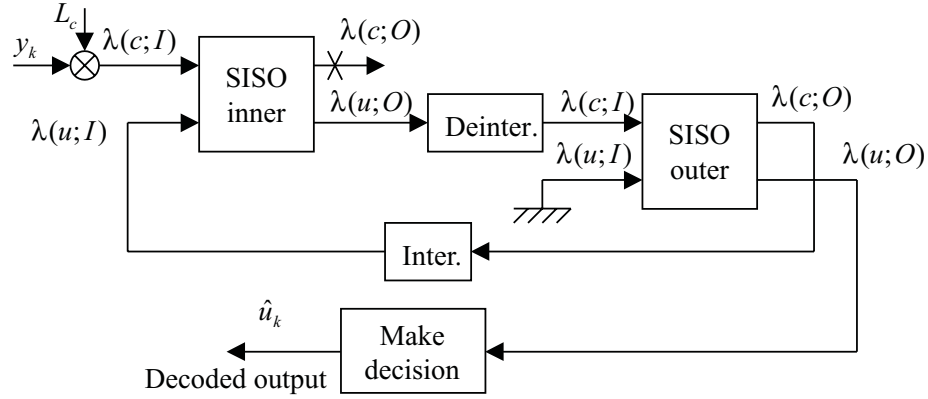 L_c
y_k
λ(c;I)
SISO
inner
λ(c;O)
λ(u;O)
λ(u;I)
Deinter.
λ(c;I)
λ(u;I)
SISO
outer
λ(c;O)
λ(u;O)
Inter.
û_k
Decoded output
Make
decision